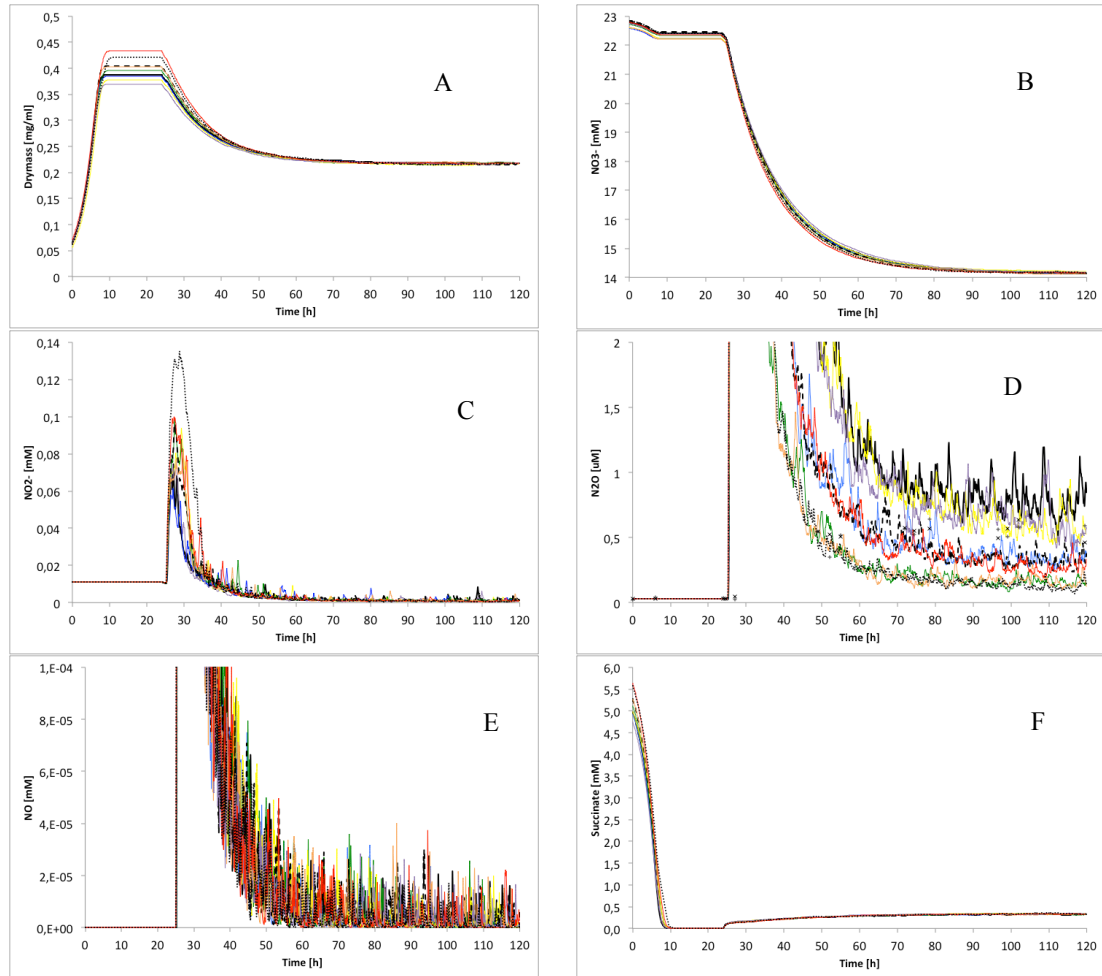 A
Drymass [mg/ml]
0,5
0,45
0,4
0,35
0,3
0,25
0,2
0,15
0,1
0,05
0
0 10 20 30 40 50 60 70 80 90 100 110 120
Time [h]
B
NO3- [mM]
23
22
21
20
19
18
17
16
15
14
0 10 20 30 40 50 60 70 80 90 100 110 120
Time [h]
C
NO2- [mM]
0,14
0,12
0,1
0,08
0,06
0,04
0,02
0
0 10 20 30 40 50 60 70 80 90 100 110 120
Time [h]
D
N2O [uM]
2
1,5
1
0,5
0
0 10 20 30 40 50 60 70 80 90 100 110 120
Time [h]
E
NO [mM]
1,E-04
8,E-05
6,E-05
4,E-05
2,E-05
0,E+00
0 10 20 30 40 50 60 70 80 90 100 110 120
Time [h]
F
Succinate [mM]
6,0
5,5
5,0
4,5
4,0
3,5
3,0
2,5
2,0
1,5
1,0
0,5
0,0
0 10 20 30 40 50 60 70 80 90 100 110 120
Time [h]